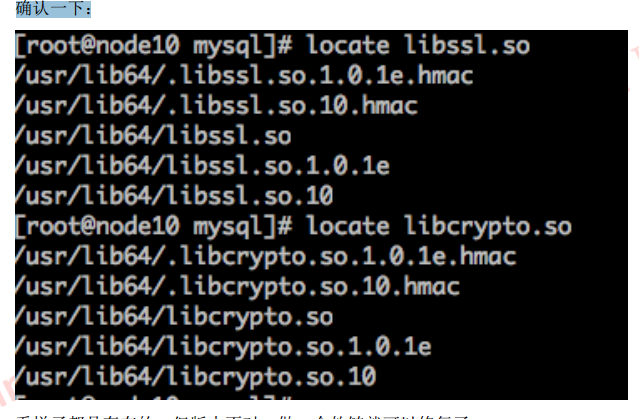 确认一下：
[root@node10 mysql]# locate libssl.so
/usr/lib64/.libssl.so.1.0.1e.hmac
/usr/lib64/.libssl.so.10.hmac
/usr/lib64/libssl.so
/usr/lib64/libssl.so.1.0.1e
/usr/lib64/libssl.so.10
[root@node10 mysql]# locate libcrypto.so
/usr/lib64/.libcrypto.so.1.0.1e.hmac
/usr/lib64/.libcrypto.so.10.hmac
/usr/lib64/libcrypto.so
/usr/lib64/libcrypto.so.1.0.1e
/usr/lib64/libcrypto.so.10